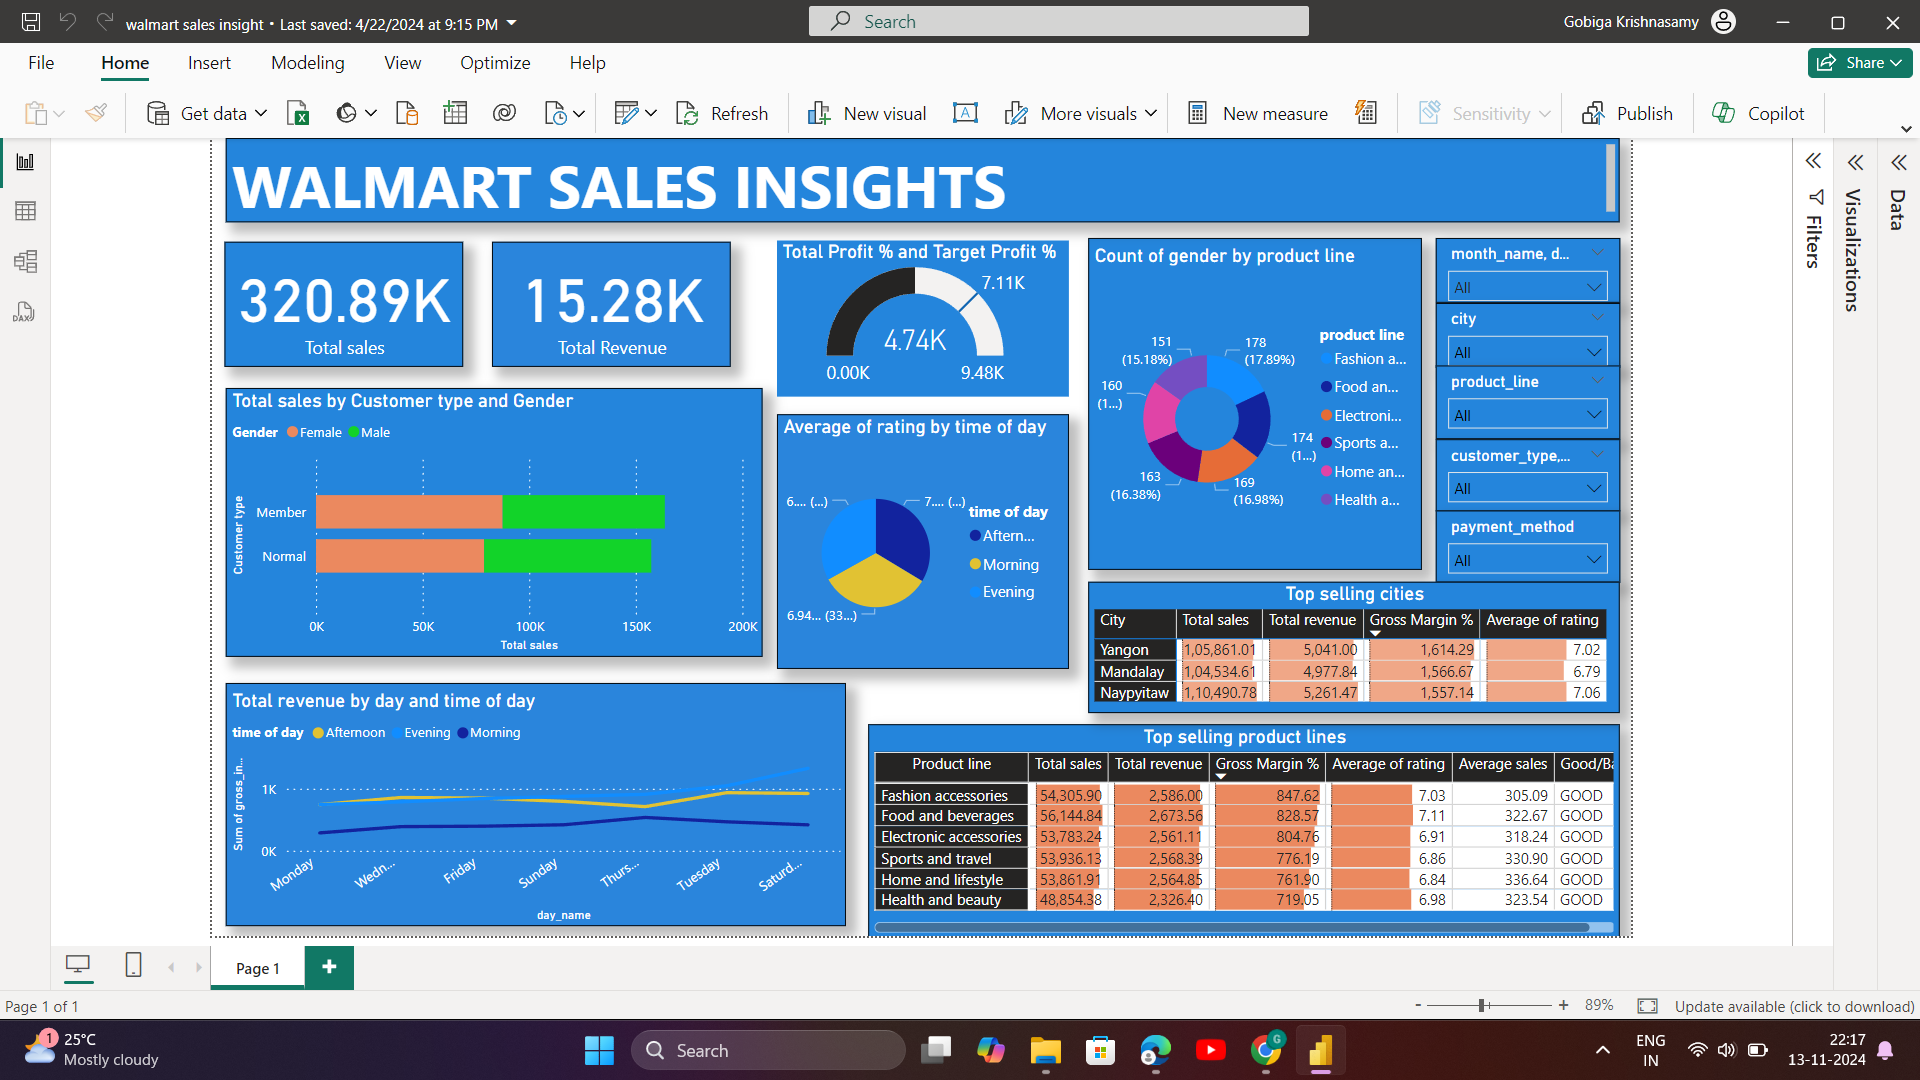 walmart sales insight • Last saved: 4/22/2024 at 9:15 PM
Search
Gobiga Krishnasamy
File
Home
Insert
Modeling
View
Optimize
Help
Share
Get data
Refresh
New visual
More visuals
New measure
Sensitivity
Publish
Copilot
DAX
WALMART SALES INSIGHTS
320.89K
Total sales
15.28K
Total Revenue
Total Profit % and Target Profit %
7.11K
4.74K
0.00K
9.48K
Count of gender by product line
151
(15.18%)
178
(17.89%)
160
(1...)
174
(1...)
163
(16.38%)
169
(16.98%)
product line
Fashion a...
Food an...
Electroni...
Sports a...
Home an...
Health a...
month_name, d...
All
city
All
product_line
All
customer_type,...
All
payment_method
All
Filters
Visualizations
Data
Total sales by Customer type and Gender
Gender Female Male
Customer type
Member
Normal
0K 50K 100K 150K 200K
Total sales
Average of rating by time of day
6.... (...)
7.... (...)
6.94... (33...)
time of day
Aftern...
Morning
Evening
Top selling cities
City Total sales Total revenue Gross Margin % Average of rating
Yangon 1,05,861.01 5,041.00 1,614.29 7.02
Mandalay 1,04,534.61 4,977.84 1,566.67 6.79
Naypyitaw 1,10,490.78 5,261.47 1,557.14 7.06
Total revenue by day and time of day
time of day Afternoon Evening Morning
Sum of gross_in...
1K
0K
Monday Wedn... Friday Sunday Thurs... Tuesday Saturd...
day_name
Top selling product lines
Product line Total sales Total revenue Gross Margin % Average of rating Average sales Good/Ba
Fashion accessories 54,305.90 2,586.00 847.62 7.03 305.09 GOOD
Food and beverages 56,144.84 2,673.56 828.57 7.11 322.67 GOOD
Electronic accessories 53,783.24 2,561.11 804.76 6.91 318.24 GOOD
Sports and travel 53,936.13 2,568.39 776.19 6.86 330.90 GOOD
Home and lifestyle 53,861.91 2,564.85 761.90 6.84 336.64 GOOD
Health and beauty 48,854.38 2,326.40 719.05 6.98 323.54 GOOD
Page 1
Page 1 of 1
- + 89%
Update available (click to download)
1
25°C
Mostly cloudy
Search
G
ENG
IN
22:17
13-11-2024